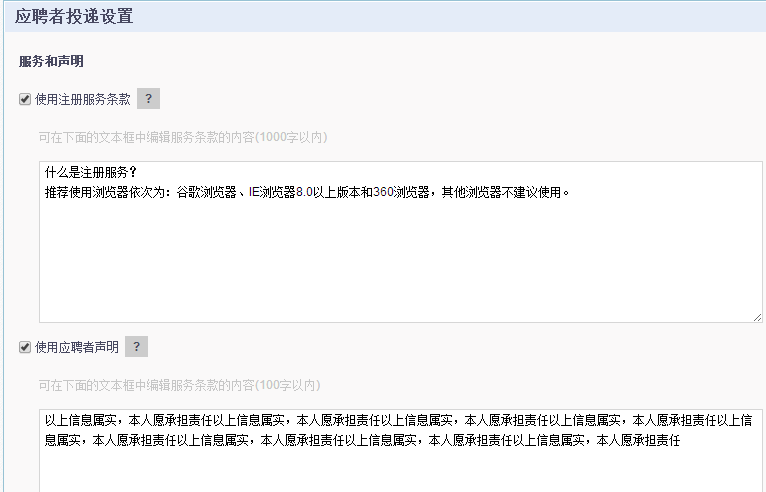 应聘者投递设置
服务和声明
使用注册服务条款 ?
可在下面的文本框中编辑服务条款的内容(1000字以内)
什么是注册服务?
推荐使用浏览器依次为：谷歌浏览器、IE浏览器8.0以上版本和360浏览器，其他浏览器不建议使用。
使用应聘者声明 ?
可在下面的文本框中编辑服务条款的内容(100字以内)
以上信息属实，本人愿承担责任以上信息属实，本人愿承担责任以上信息属实，本人愿承担责任以上信息属实，本人愿承担责任以上信
息属实，本人愿承担责任以上信息属实，本人愿承担责任以上信息属实，本人愿承担责任以上信息属实，本人愿承担责任